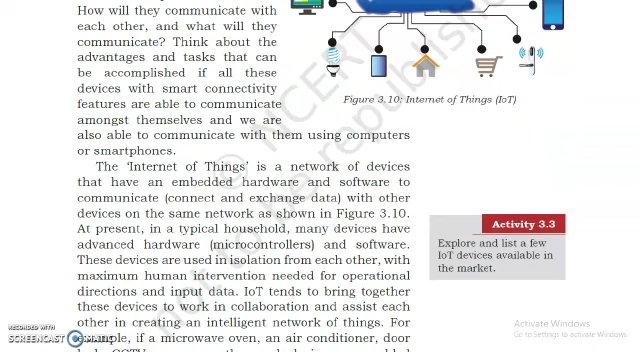 How will they communicate with
each other, and what will they
communicate? Think about the
advantages and tasks that can
be accomplished if all these
devices with smart connectivity
features are able to communicate
amongst themselves and we are
also able to communicate with them using computers
or smartphones.
Figure 3.10: Internet of Things (IoT)
The ‘Internet of Things’ is a network of devices
that have an embedded hardware and software to
communicate (connect and exchange data) with other
devices on the same network as shown in Figure 3.10.
At present, in a typical household, many devices have
advanced hardware (microcontrollers) and software.
These devices are used in isolation from each other, with
maximum human intervention needed for operational
directions and input data. IoT tends to bring together
these devices to work in collaboration and assist each
other in creating an intelligent network of things. For
example, if a microwave oven, an air conditioner, door
Activity 3.3
Explore and list a few
IoT devices available in
the market.
© NCERT
not to be republished
Activate Windows
Go to Settings to activate Windows.
RECORDED WITH
SCREENCAST MATIC